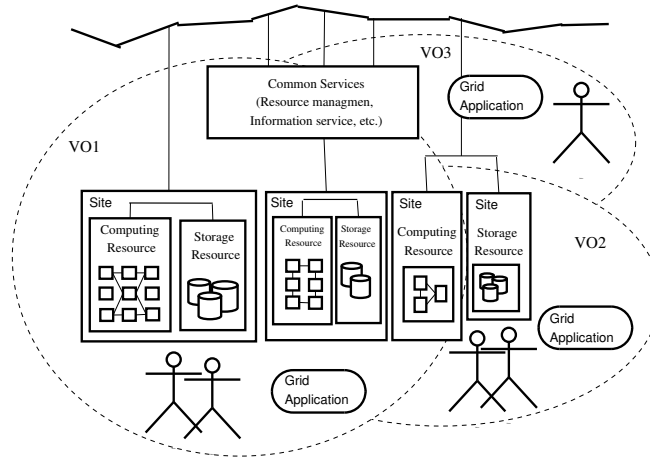 VO3
Common Services
(Resource managmen,
Information service, etc.)
Grid
Application
VO1
Site
Computing
Resource
Storage
Resource
Site
Computing
Resource
Storage
Resource
Site
Computing
Resource
Site
Storage
Resource
VO2
Grid
Application
Grid
Application